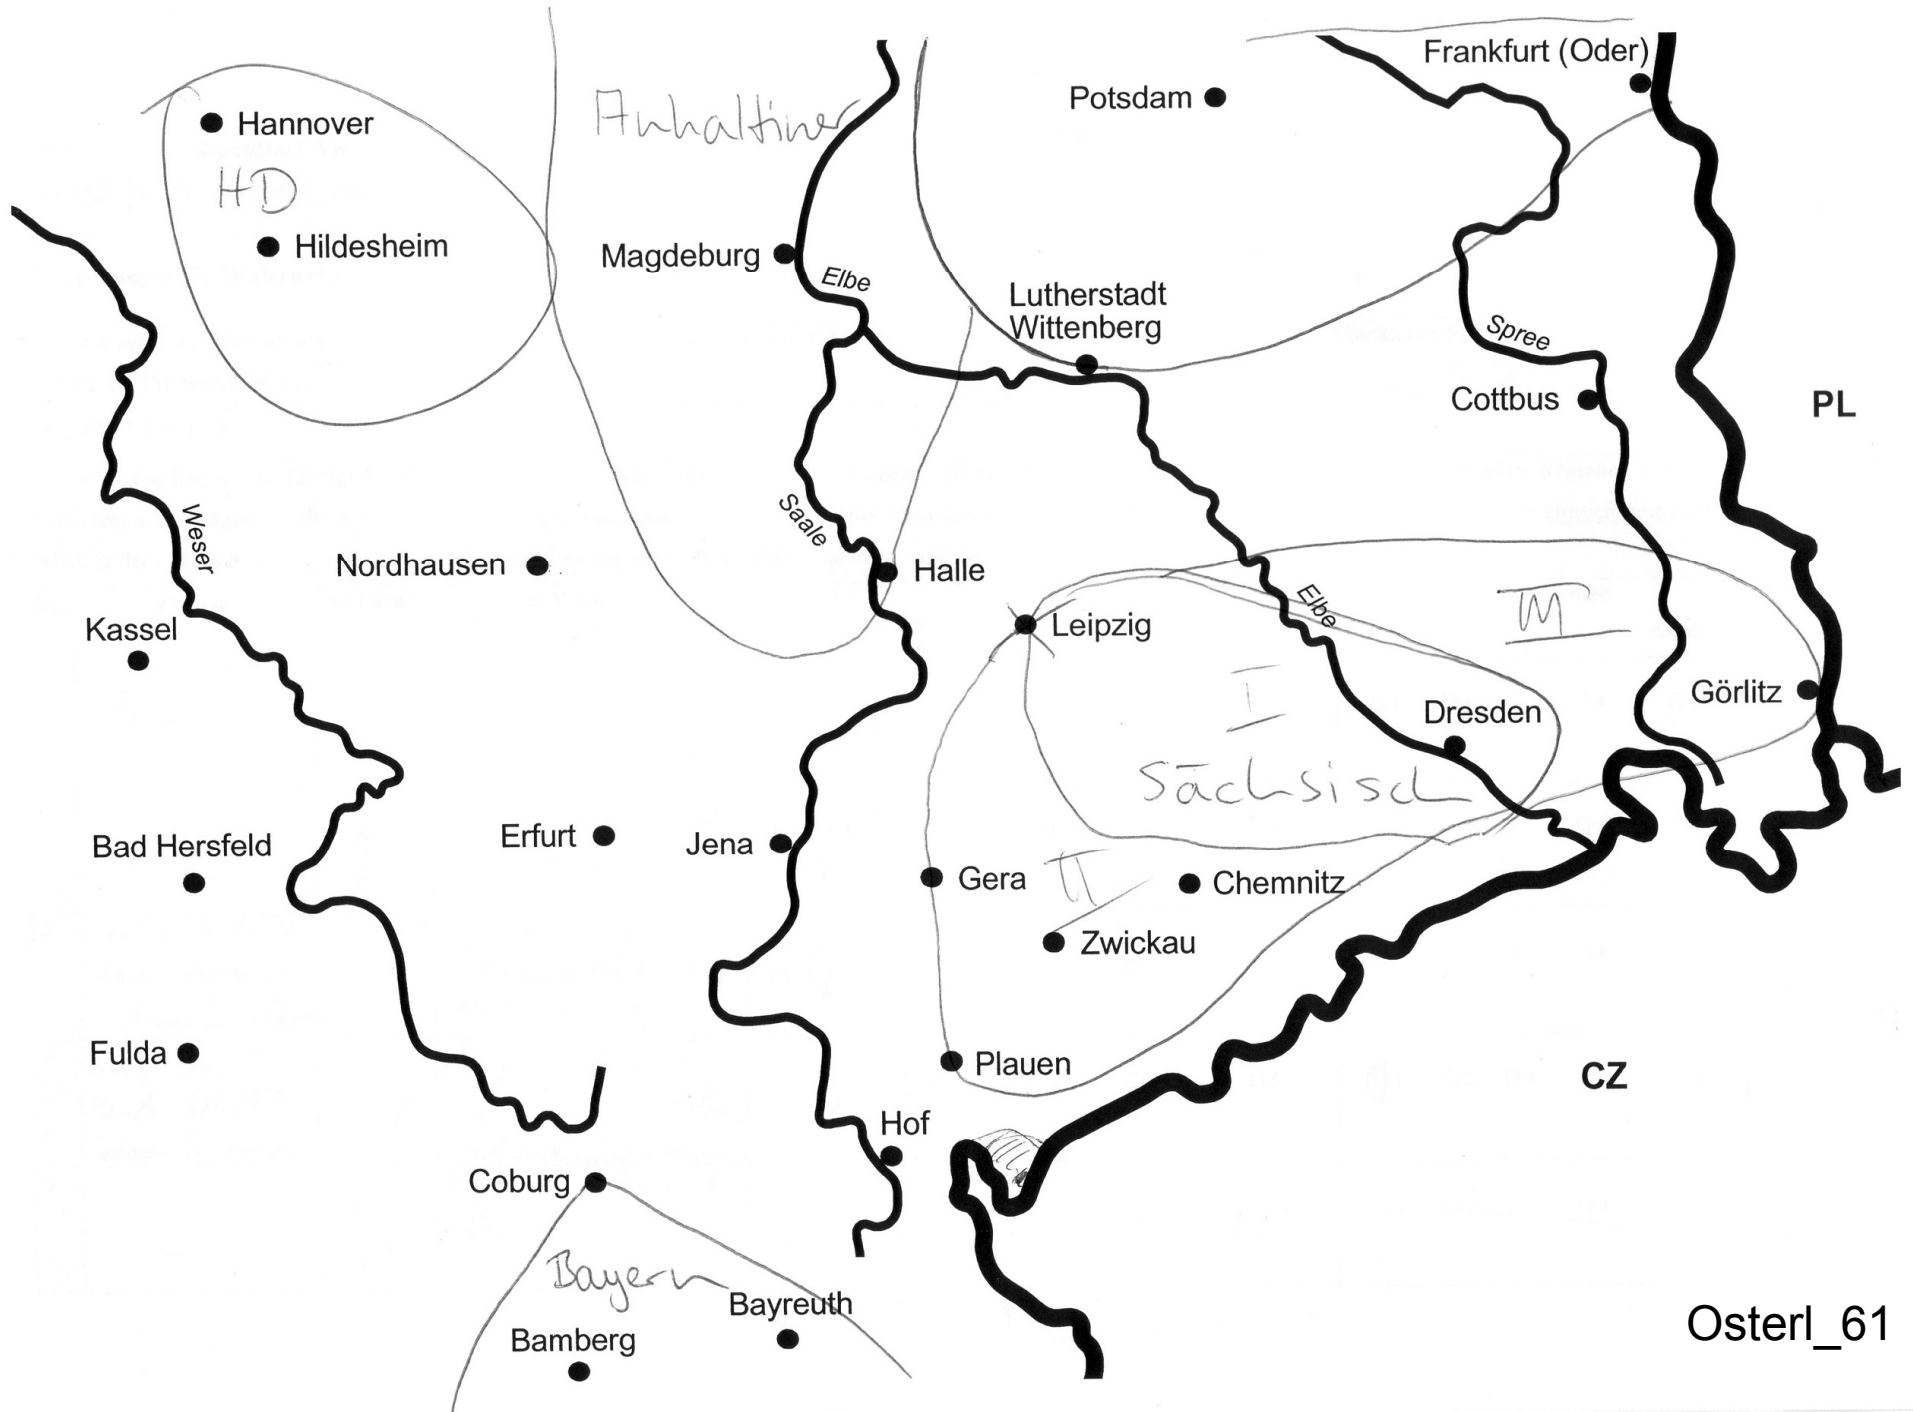 Frankfurt (Oder)
Potsdam
Anhaltiner
Hannover
HD
Hildesheim
Magdeburg
Elbe
Lutherstadt
Wittenberg
Spree
Cottbus
PL
Weser
Saale
Nordhausen
Halle
Kassel
Leipzig
Elbe
III
I
Görlitz
Dresden
Sächsisch
Bad Hersfeld
Erfurt
Jena
Gera
II
Chemnitz
Zwickau
Fulda
Plauen
CZ
Hof
Coburg
Bayern
Bayreuth
Bamberg
Osterl_61